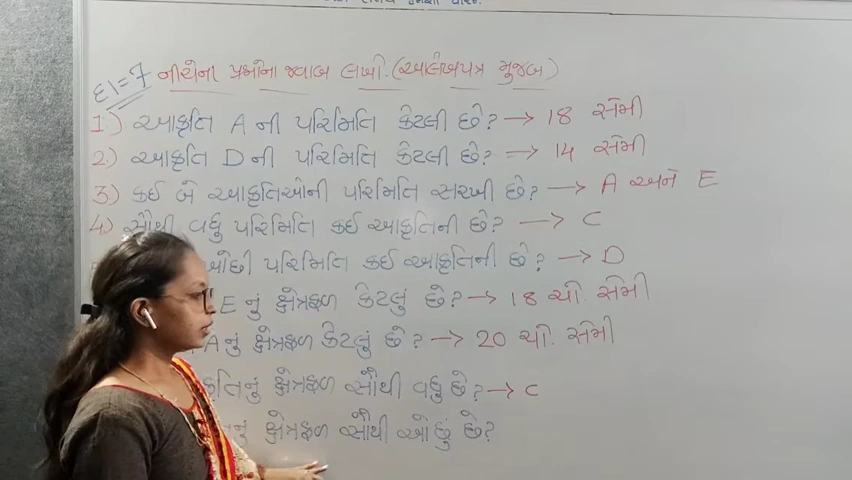 દા=7 નીચેના પ્રશ્નોના જવાબ લખો. (આલેખપત્ર મુજબ)
1.) આકૃતિ A ની પરિમિતિ કેટલી છે? → 18 સેમી
2.) આકૃતિ D ની પરિમિતિ કેટલી છે? → 14 સેમી
3) કઈ બે આકૃતિઓની પરિમિતિ સરખી છે? → A અને E
4) સૌથી વધુ પરિમિતિ કઈ આકૃતિની છે? → C
ઓછી પરિમિતિ કઈ આકૃતિની છે? → D
E નું ક્ષેત્રફળ કેટલું છે? → 18 ચો. સેમી
A નું ક્ષેત્રફળ કેટલું છે? → 20 ચો. સેમી
ક્ષેત્રફળ સૌથી વધુ છે? → C
ક્ષેત્રફળ સૌથી ઓછું છે?